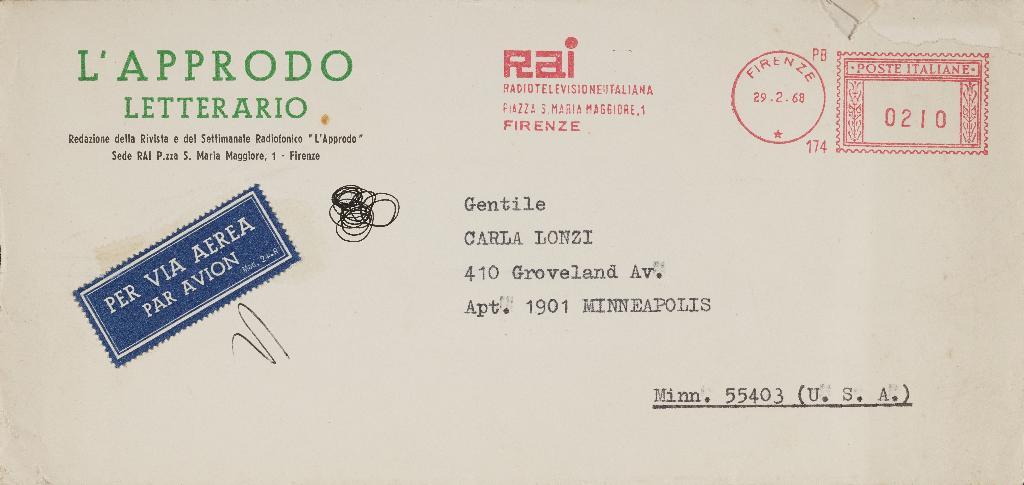 L'APPRODO
LETTERARIO
Redazione della Rivista e del Settimanale Radiofonico "L'Approdo"
Sede RAI P.zza S. Maria Maggiore, 1 - Firenze
Rai
RADIOTELEVISIONEITALIANA
PIAZZA S. MARIA MAGGIORE, 1
FIRENZE
FIRENZE
29.2.68
PB
174
POSTE ITALIANE
0210
PER VIA AEREA
PAR AVION
Gentile
CARLA LONZI
410 Groveland Av.
Apt. 1901 MINNEAPOLIS
Minn. 55403 (U. S. A.)